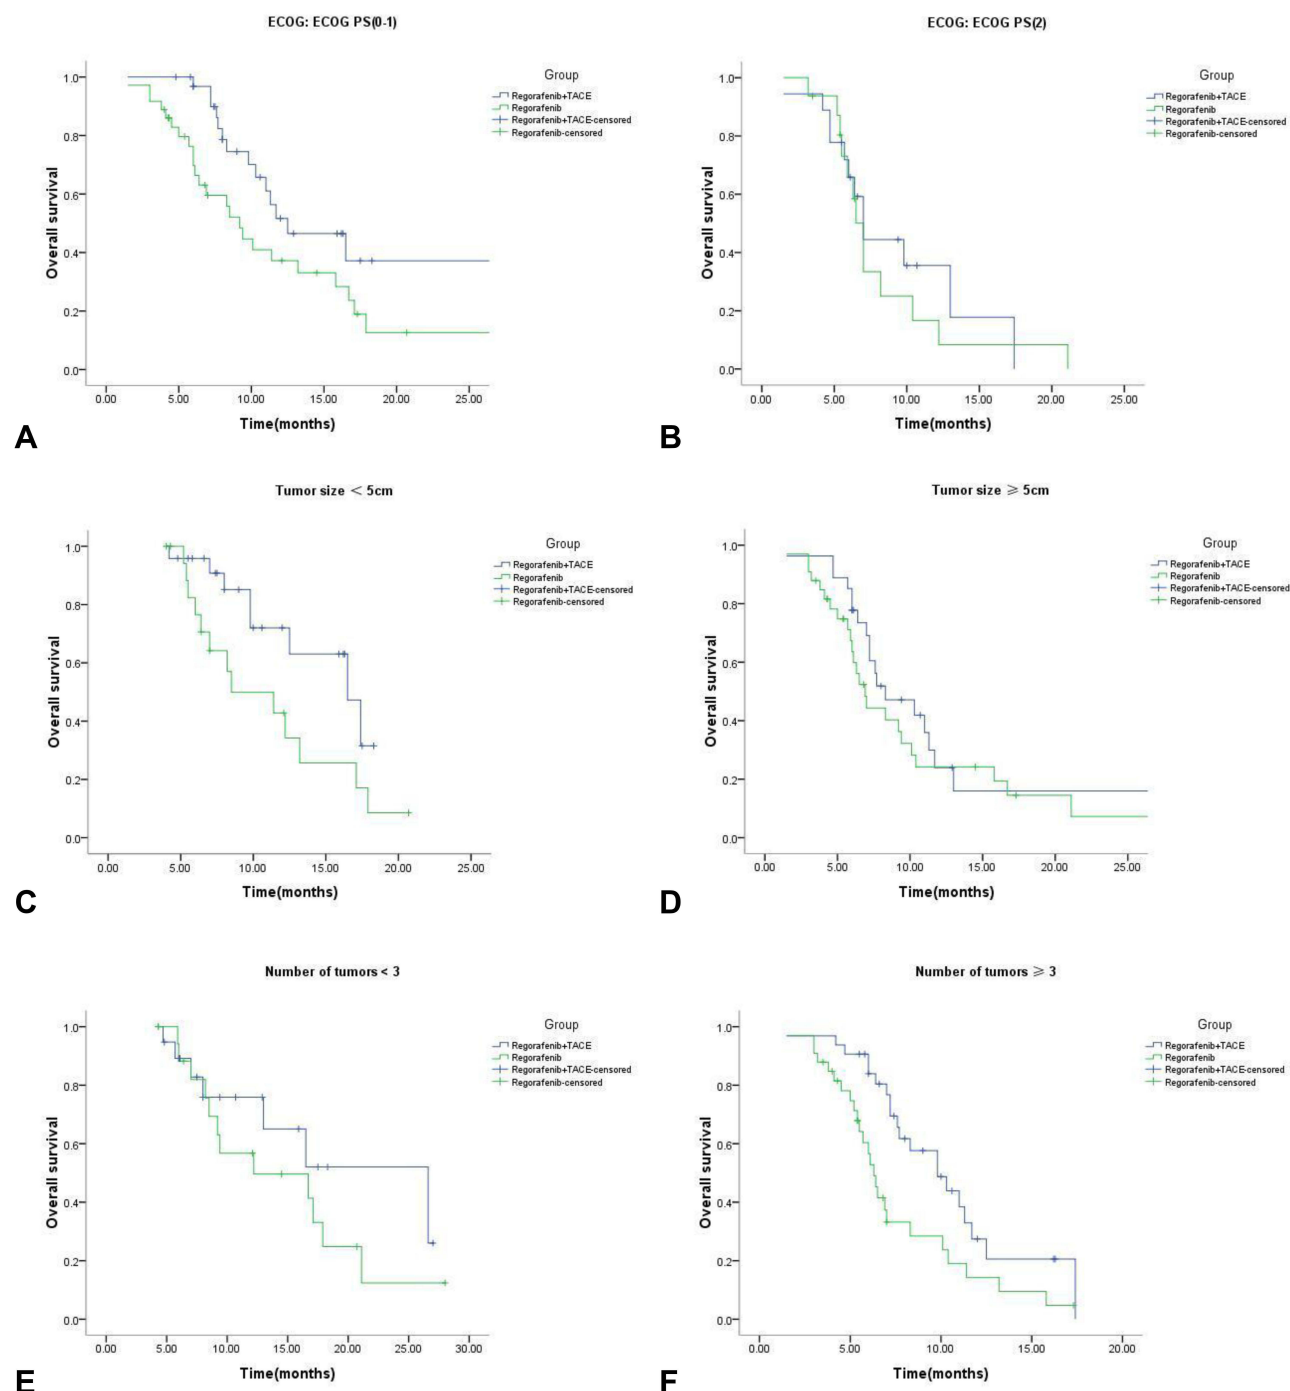 ECOG: ECOG PS(0-1)
Group
Regorafenib+TACE
Regorafenib
Regorafenib+TACE-censored
Regorafenib-censored
Overall survival
1.0
0.8
0.6
0.4
0.2
0.0
0.00 5.00 10.00 15.00 20.00 25.00
Time(months)
A
ECOG: ECOG PS(2)
Group
Regorafenib+TACE
Regorafenib
Regorafenib+TACE-censored
Regorafenib-censored
Overall survival
1.0
0.8
0.6
0.4
0.2
0.0
0.00 5.00 10.00 15.00 20.00 25.00
Time(months)
B
Tumor size < 5cm
Group
Regorafenib+TACE
Regorafenib
Regorafenib+TACE-censored
Regorafenib-censored
Overall survival
1.0
0.8
0.6
0.4
0.2
0.0
0.00 5.00 10.00 15.00 20.00 25.00
Time(months)
C
Tumor size ⩾ 5cm
Group
Regorafenib+TACE
Regorafenib
Regorafenib+TACE-censored
Regorafenib-censored
Overall survival
1.0
0.8
0.6
0.4
0.2
0.0
0.00 5.00 10.00 15.00 20.00 25.00
Time(months)
D
Number of tumors < 3
Group
Regorafenib+TACE
Regorafenib
Regorafenib+TACE-censored
Regorafenib-censored
Overall survival
1.0
0.8
0.6
0.4
0.2
0.0
0.00 5.00 10.00 15.00 20.00 25.00 30.00
Time(months)
E
Number of tumors ⩾ 3
Group
Regorafenib+TACE
Regorafenib
Regorafenib+TACE-censored
Regorafenib-censored
Overall survival
1.0
0.8
0.6
0.4
0.2
0.0
0.00 5.00 10.00 15.00 20.00
Time(months)
F